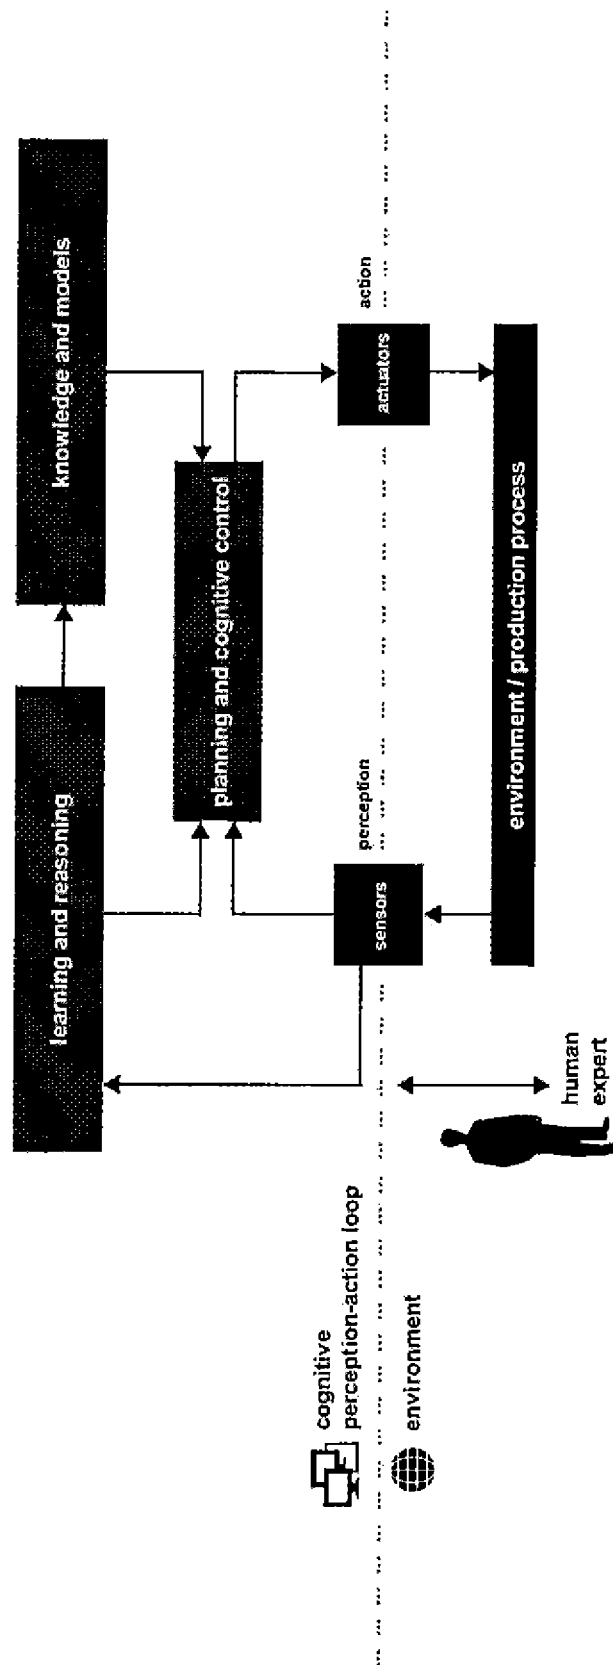 learning and reasoning
knowledge and models
planning and cognitive control
cognitive
perception-action loop
perception
action
sensors
actuators
environment
environment / production process
human
expert